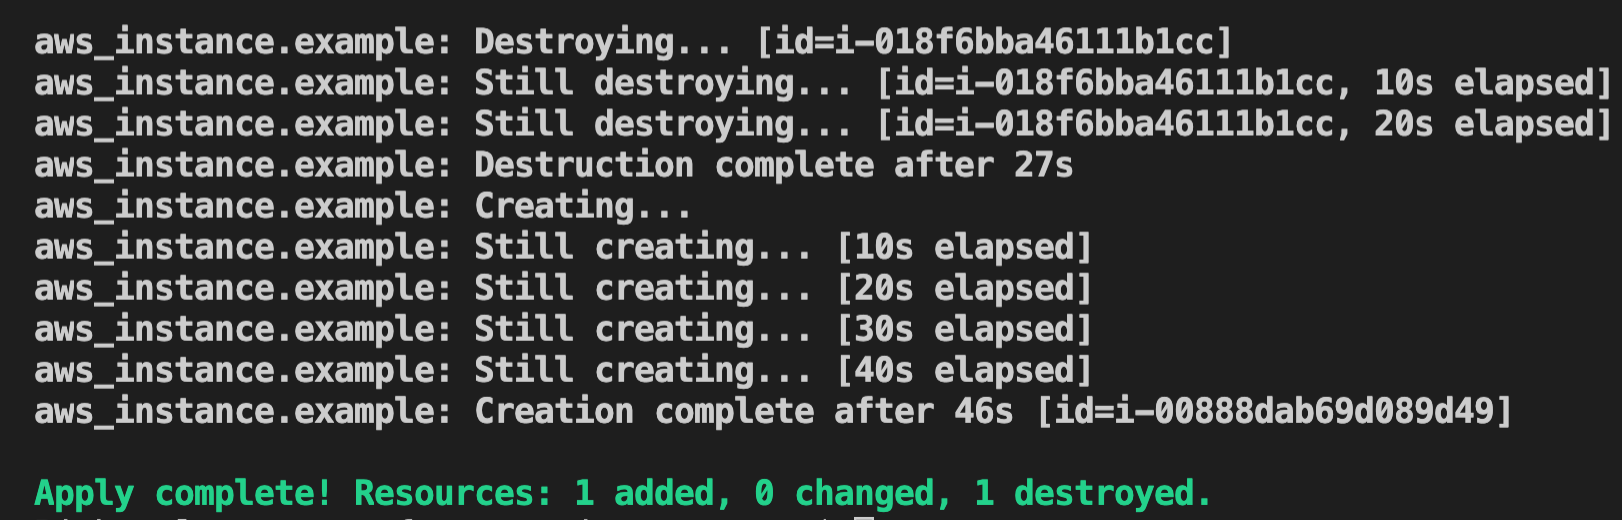 aws_instance.example: Destroying... [id=i-018f6bba46111b1cc]
aws_instance.example: Still destroying... [id=i-018f6bba46111b1cc, 10s elapsed]
aws_instance.example: Still destroying... [id=i-018f6bba46111b1cc, 20s elapsed]
aws_instance.example: Destruction complete after 27s
aws_instance.example: Creating...
aws_instance.example: Still creating... [10s elapsed]
aws_instance.example: Still creating... [20s elapsed]
aws_instance.example: Still creating... [30s elapsed]
aws_instance.example: Still creating... [40s elapsed]
aws_instance.example: Creation complete after 46s [id=i-00888dab69d089d49]
Apply complete! Resources: 1 added, 0 changed, 1 destroyed.